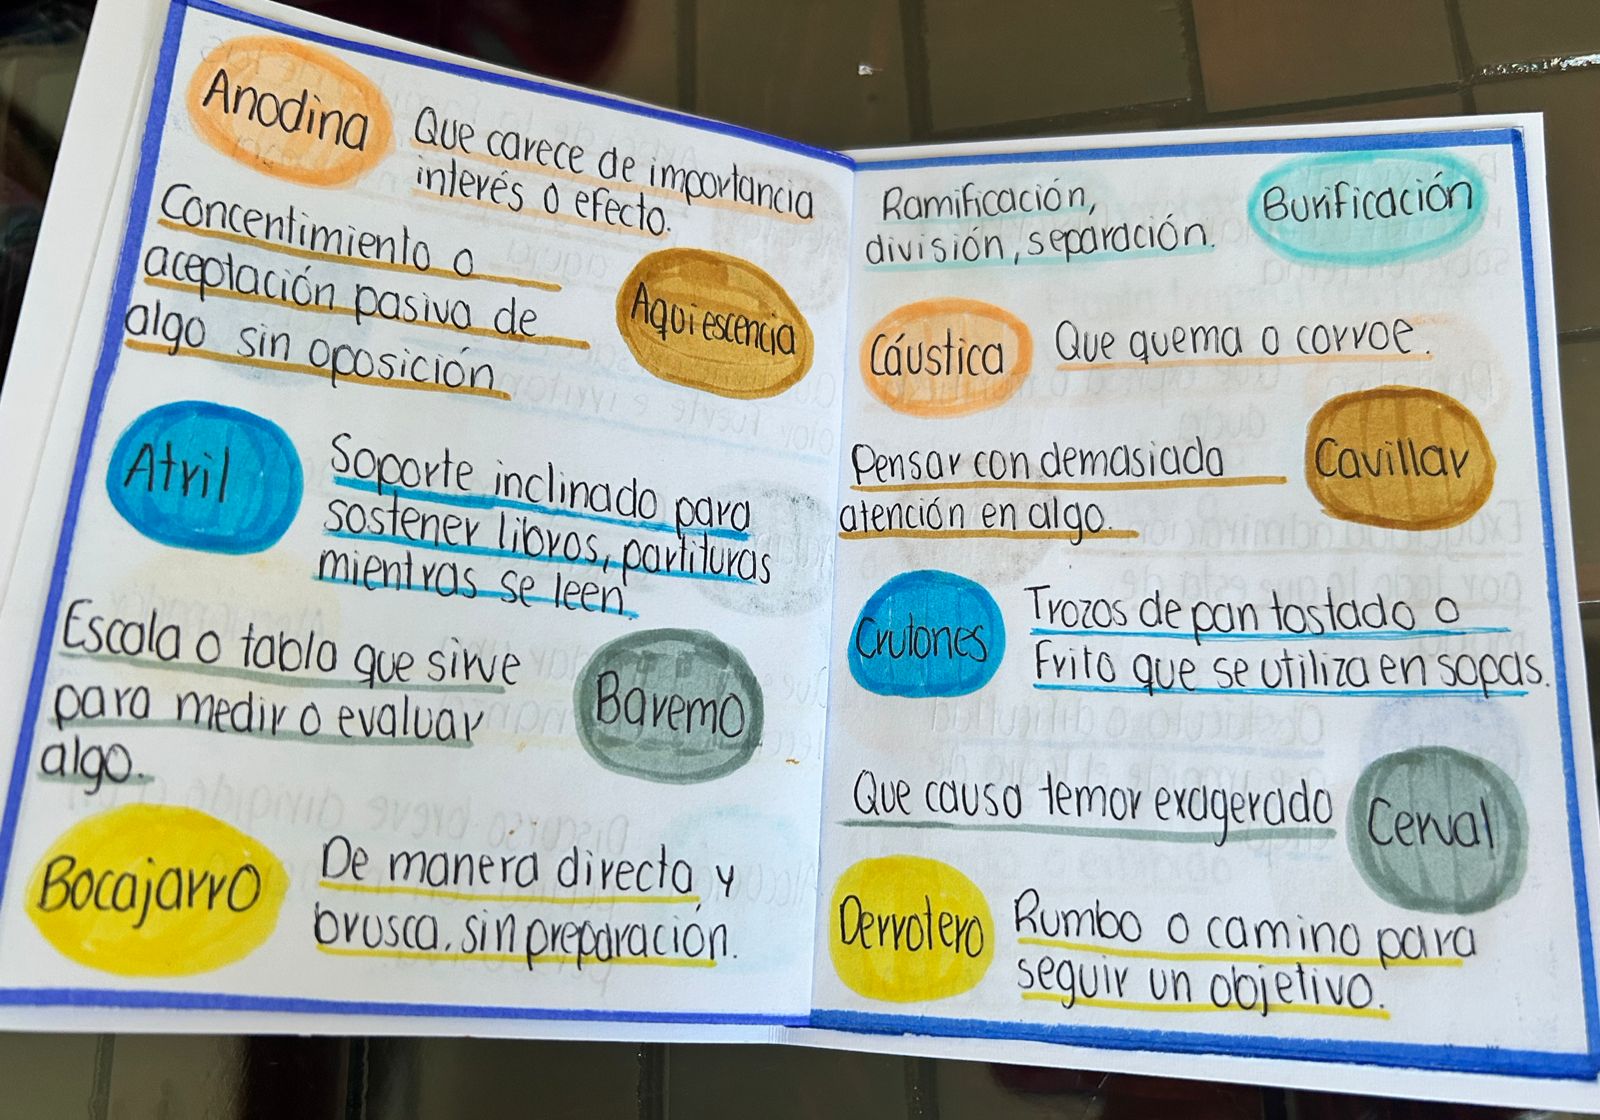 Anodina
Que carece de importancia
interés o efecto.
Concentimiento o
aceptación pasiva de
algo sin oposición
Aquiescencia
Atril
Soporte inclinado para
sostener libros, partituras
mientras se leen.
Escala o tabla que sirve
para medir o evaluar
algo.
Baremo
Bocajarro
De manera directa y
brusca, sin preparación.
Ramificación,
división, separación.
Burificación
Cáustica
Que quema o corroe.
Pensar con demasiada
atención en algo.
Cavillar
Crutones
Trozos de pan tostado o
Frito que se utiliza en sopas.
Que causa temor exagerado
Cerval
Derrotero
Rumbo o camino para
seguir un objetivo.